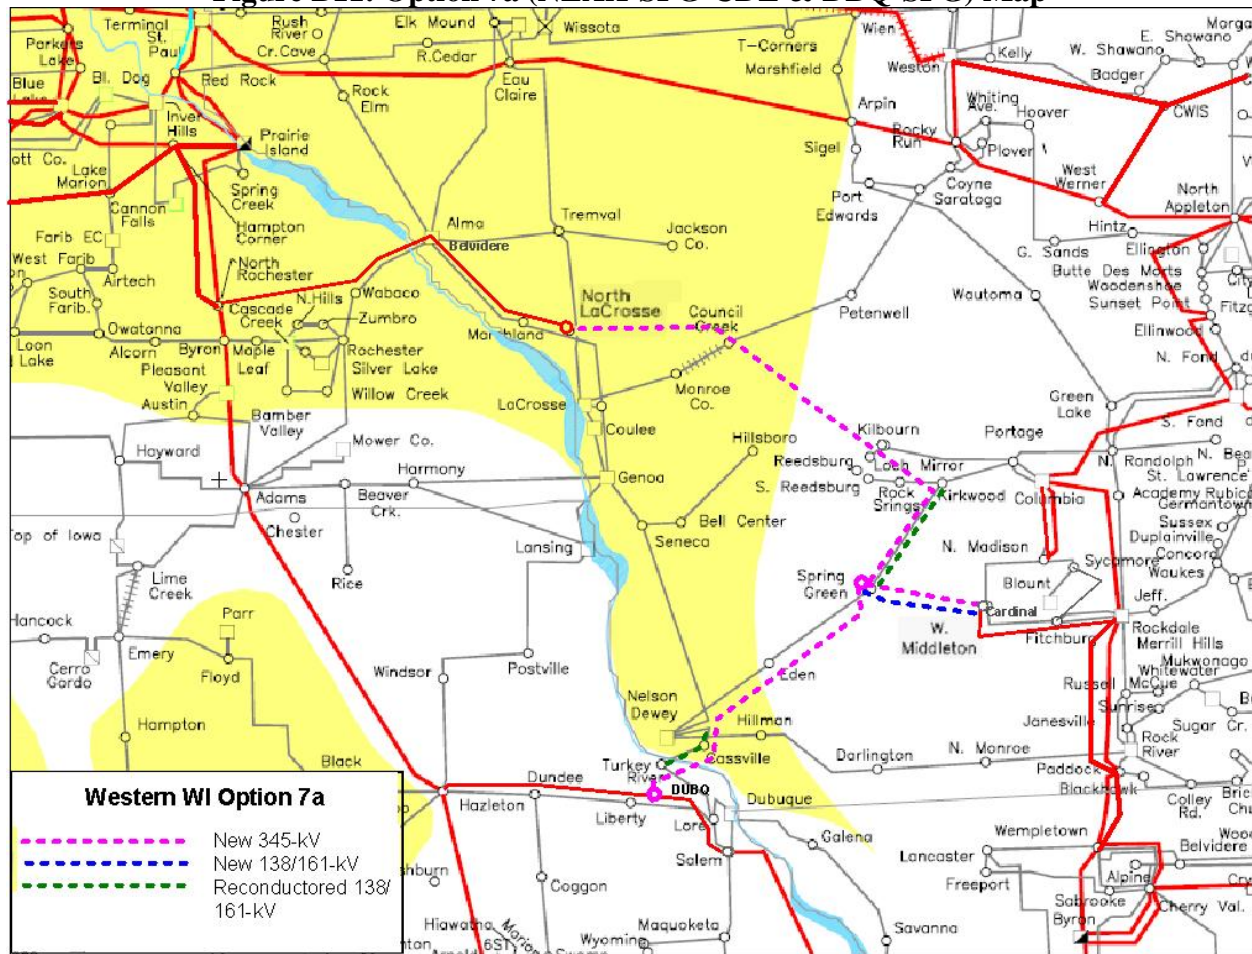 Terminal
St.
Paul
Rush
River
Elk Mound
Wissota
Wien
Kelly
E. Shawano
W. Shawano
Parkers
Lake
Cr.Cave
R.Cedar
T-Corners
Weston
Badger
Blue
Bl. Dog
Red Rock
Eau
Claire
Marshfield
Rock
Elm
Arpin
Whiting
Ave.
Hoover
CWIS
Inver
Hills
Prairie
Island
Rocky
Run
Plover
ott Co.
Sigel
Lake
Marion
Spring
Creek
Coyne
Saratoga
West
Werner
North
Appleton
Cannon
Falls
Port
Edwards
Hampton
Corner
Alma
Belvidere
Tremval
Jackson
Co.
Hintz
Farib EC
Ellington
G. Sands
West Farib
Airtech
North
Rochester
Butte Des Morts
Woodenshoe
Sunset Point
South
Farib.
Cascade
Creek
N.Hills
Wabaco
North
LaCrosse
Council
Creek
Petenwell
Wautoma
Zumbro
Marshland
Ellinwood
Owatanna
Loon
Lake
Alcorn
Byron
Maple
Leaf
Rochester
Silver Lake
N. Fond
Pleasant
Valley
Willow Creek
Monroe
Co.
Green
Lake
Austin
LaCrosse
Bamber
Valley
Coulee
S. Fond
Hillsboro
Kilbourn
Portage
Hayward
Mower Co.
Reedsburg
Loch Mirror
N. Randolph
St. Lawrence
Harmony
Genoa
S. Reedsburg
Rock
Srings
Kirkwood
Columbia
Adams
Beaver
Crk.
Academy
Germantown
Chester
Bell Center
Sussex
Seneca
Duplainville
Top of Iowa
Lansing
N. Madison
Concord
Sycamore
Waukes
Lime
Creek
Rice
Spring
Green
Blount
Jeff.
Parr
Cardinal
Hancock
W.
Middleton
Fitchburg
Rockdale
Merrill Hills
Emery
Cerro
Gordo
Floyd
Windsor
Postville
Eden
Mukwonago
Whitewater
Russell
McCue
Nelson
Dewey
Sunrise
Hampton
Hillman
Janesville
Sugar Cr.
Rock
River
Black
Cassville
Darlington
N. Monroe
Turkey
River
Paddock
Blackhawk
Dundee
DUBQ
Hazleton
Liberty
Dubuque
Colley
Rd.
Lore
Galena
Wempletown
Belvidere
Salem
Lancaster
Freeport
Alpine
Coggon
Sabrooke
Cherry Val.
Byron
Hiawatha
Marion
Maquoketa
Wyoming
Savanna
Western WI Option 7a
New 345-kV
New 138/161-kV
Reconductored 138/
161-kV